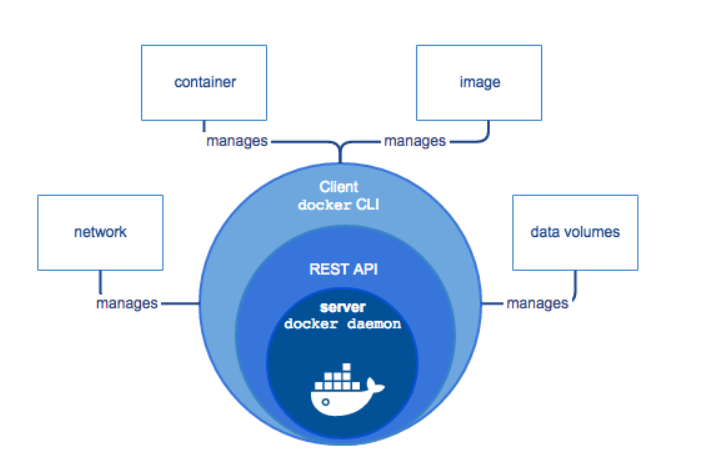 container
image
manages
manages
Client
docker CLI
network
data volumes
REST API
manages
manages
server
docker daemon